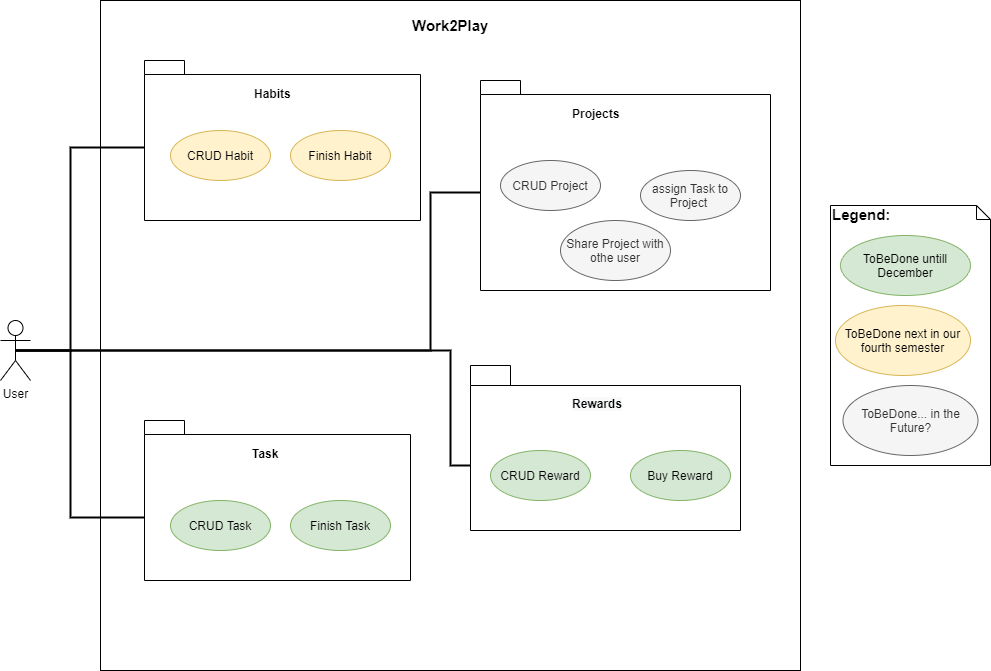 Work2Play
Habits
CRUD Habit
Finish Habit
Projects
CRUD Project
assign Task to
Project
Share Project with
othe user
User
Task
CRUD Task
Finish Task
Rewards
CRUD Reward
Buy Reward
Legend:
ToBeDone untill
December
ToBeDone next in our
fourth semester
ToBeDone... in the
Future?